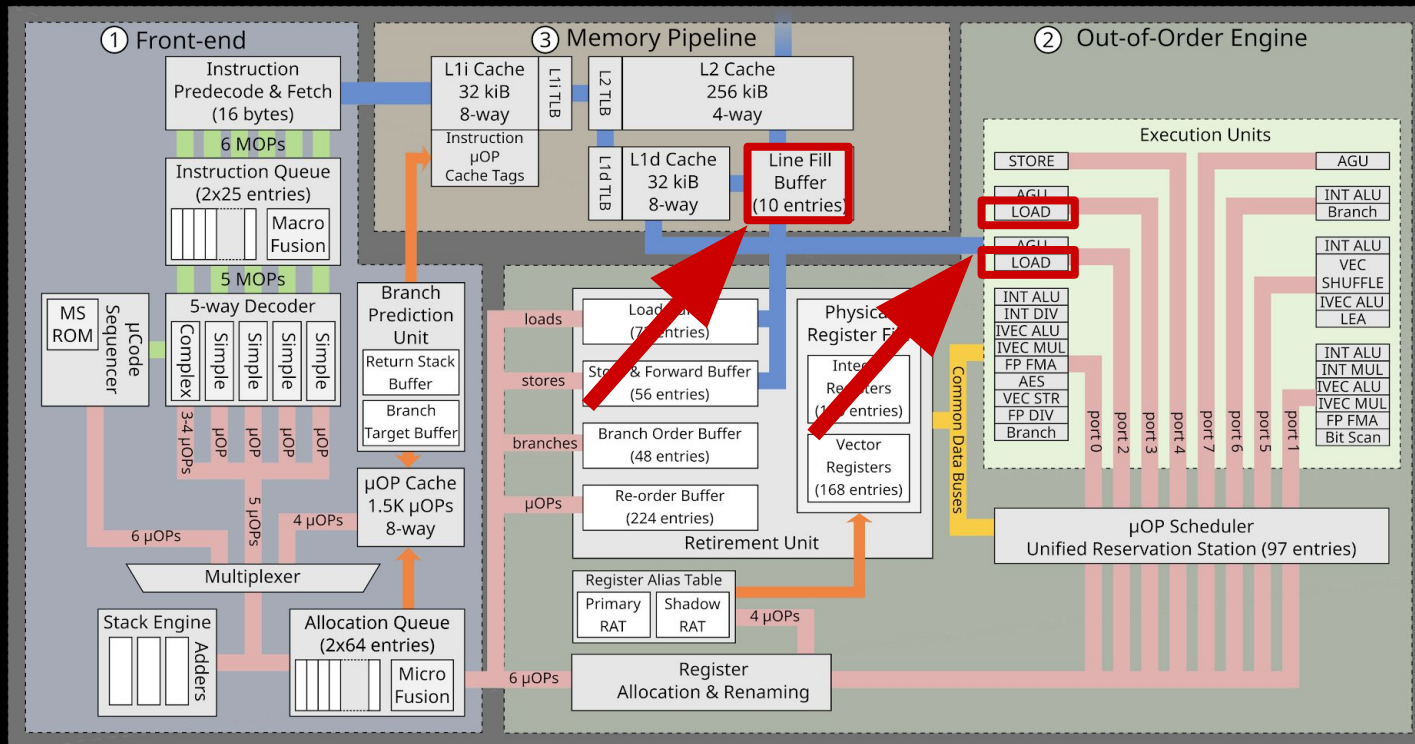 ① Front-end
Instruction
Predecode & Fetch
(16 bytes)
6 MOPs
Instruction Queue
(2x25 entries)
Macro
Fusion
5 MOPs
MS
ROM
µCode
Sequencer
5-way Decoder
Complex
Simple
Simple
Simple
Simple
3-4 µOPs
µOP
µOP
µOP
µOP
Branch
Prediction
Unit
Return Stack
Buffer
Branch
Target Buffer
µOP Cache
1.5K µOPs
8-way
6 µOPs
5 µOPs
4 µOPs
Multiplexer
Stack Engine
Adders
Allocation Queue
(2x64 entries)
Micro
Fusion
③ Memory Pipeline
L1i Cache
32 kiB
8-way
L1i TLB
Instruction
µOP
Cache Tags
L2 TLB
L2 Cache
256 kiB
4-way
L1d TLB
L1d Cache
32 kiB
8-way
Line Fill
Buffer
(10 entries)
② Out-of-Order Engine
Execution Units
STORE
AGU
LOAD
AGU
LOAD
INT ALU
INT DIV
IVEC ALU
IVEC MUL
FP FMA
AES
VEC STR
FP DIV
Branch
AGU
INT ALU
Branch
INT ALU
VEC
SHUFFLE
IVEC ALU
LEA
INT ALU
INT MUL
IVEC ALU
IVEC MUL
FP FMA
Bit Scan
port 0
port 2
port 3
port 4
port 7
port 6
port 5
port 1
Common Data Buses
µOP Scheduler
Unified Reservation Station (97 entries)
loads
stores
& Forward Buffer
(56 entries)
branches
Branch Order Buffer
(48 entries)
µOPs
Re-order Buffer
(224 entries)
Register
entries)
Vector
Registers
(168 entries)
Retirement Unit
Register Alias Table
Primary
RAT
Shadow
RAT
4 µOPs
6 µOPs
Register
Allocation & Renaming